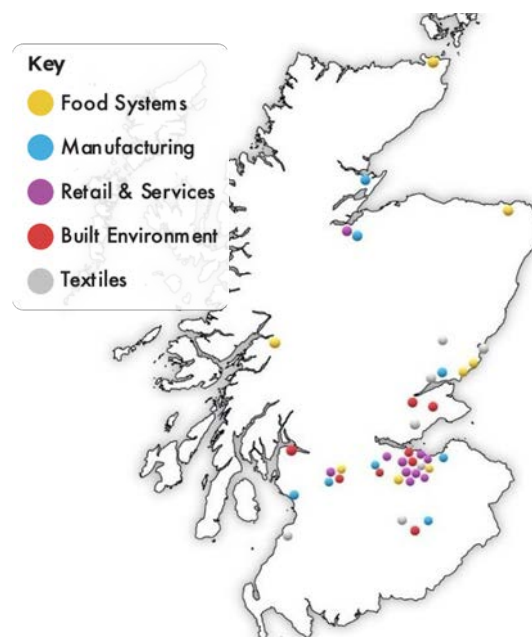 Key
Food Systems
Manufacturing
Retail & Services
Built Environment
Textiles